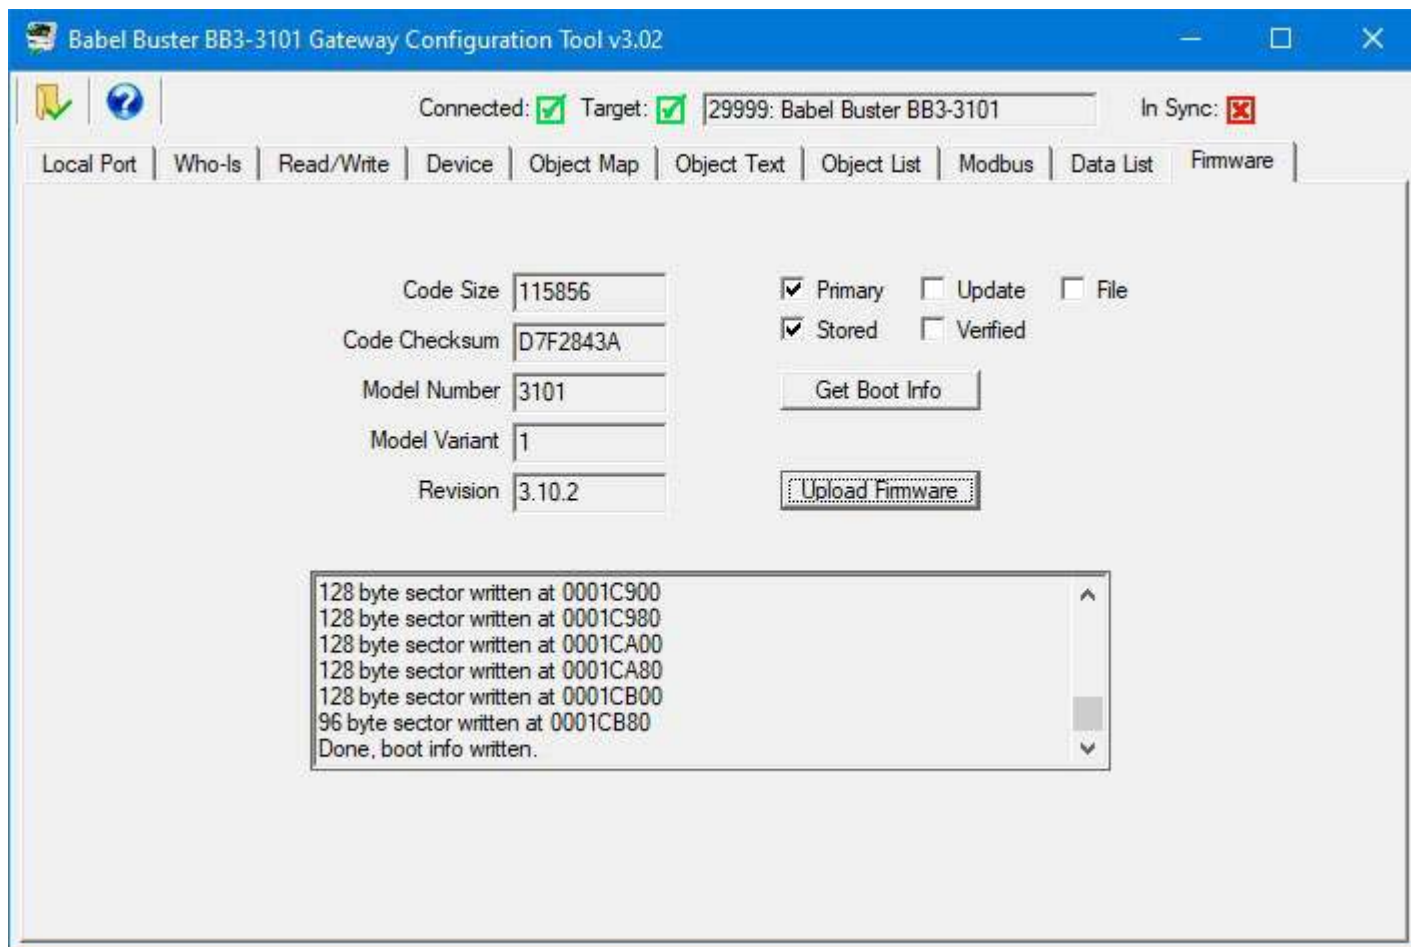 Babel Buster BB3-3101 Gateway Configuration Tool v3.02
Connected: Target: 29999: Babel Buster BB3-3101 In Sync:
Local Port Who-Is Read/Write Device Object Map Object Text Object List Modbus Data List Firmware
Code Size 115856 Primary Update File
Code Checksum D7F2843A Stored Verified
Model Number 3101 Get Boot Info
Model Variant 1
Revision 3.10.2 Upload Firmware
128 byte sector written at 0001C900
128 byte sector written at 0001C980
128 byte sector written at 0001CA00
128 byte sector written at 0001CA80
128 byte sector written at 0001CB00
96 byte sector written at 0001CB80
Done, boot info written.